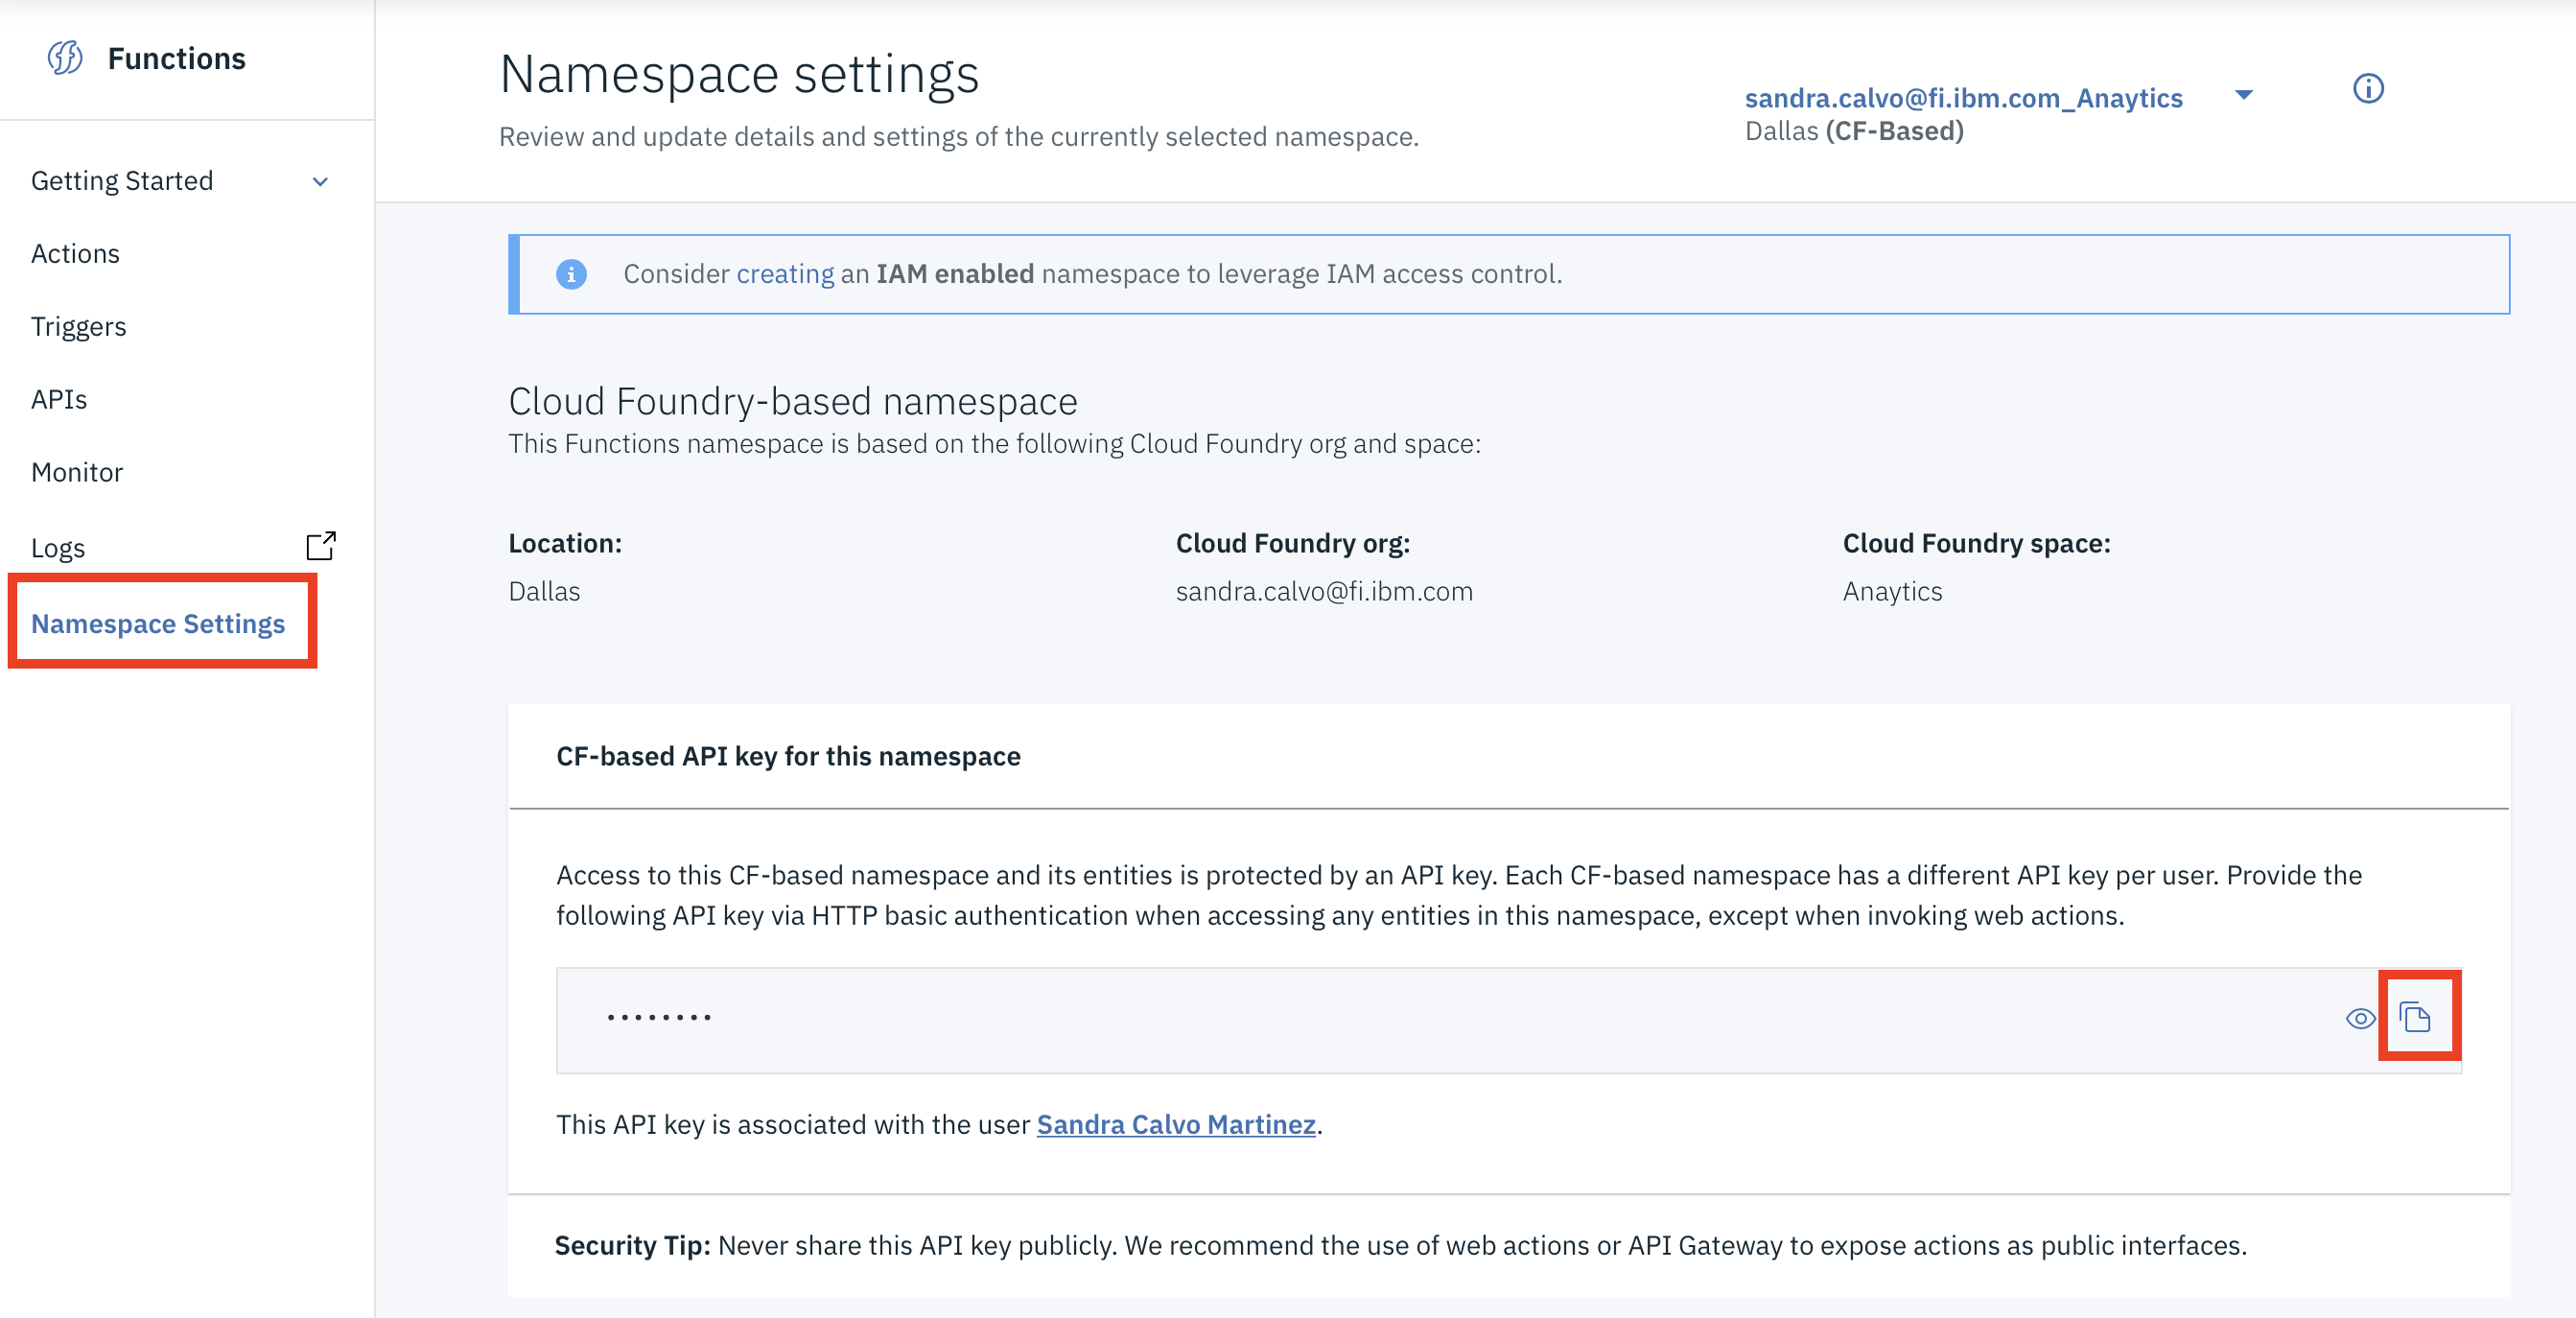 Functions
Getting Started
Actions
Triggers
APIs
Monitor
Logs
Namespace Settings
Namespace settings
Review and update details and settings of the currently selected namespace.
sandra.calvo@fi.ibm.com_Anaytics
Dallas (CF-Based)
Consider creating an IAM enabled namespace to leverage IAM access control.
Cloud Foundry-based namespace
This Functions namespace is based on the following Cloud Foundry org and space:
Location:
Dallas
Cloud Foundry org:
sandra.calvo@fi.ibm.com
Cloud Foundry space:
Anaytics
CF-based API key for this namespace
Access to this CF-based namespace and its entities is protected by an API key. Each CF-based namespace has a different API key per user. Provide the
following API key via HTTP basic authentication when accessing any entities in this namespace, except when invoking web actions.
••••••••
This API key is associated with the user Sandra Calvo Martinez.
Security Tip: Never share this API key publicly. We recommend the use of web actions or API Gateway to expose actions as public interfaces.